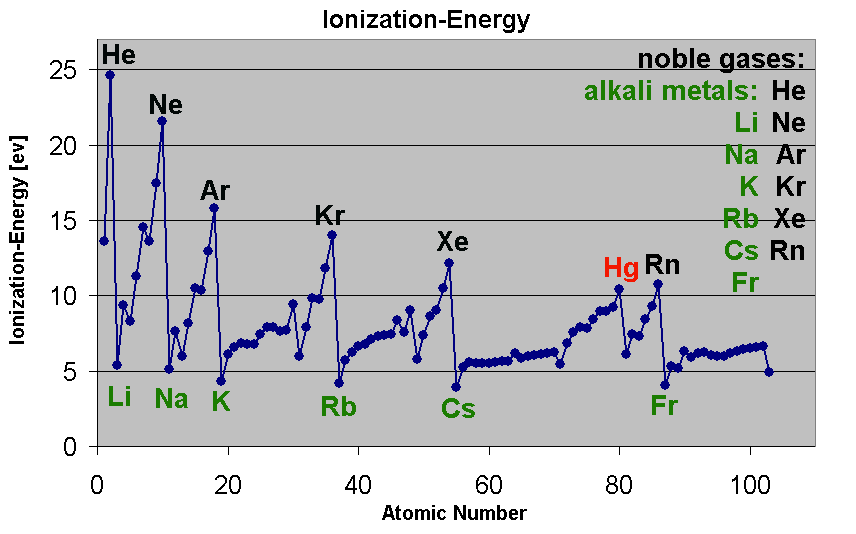 Ionization-Energy
He
noble gases:
25
alkali metals: He
Ne
Li Ne
20
Na Ar
Ar
K Kr
15
Kr
Rb Xe
Xe
Cs Rn
Hg Rn
Fr
10
5
Li Na K Rb Cs Fr
0
0 20 40 60 80 100
Atomic Number
Ionization-Energy [ev]